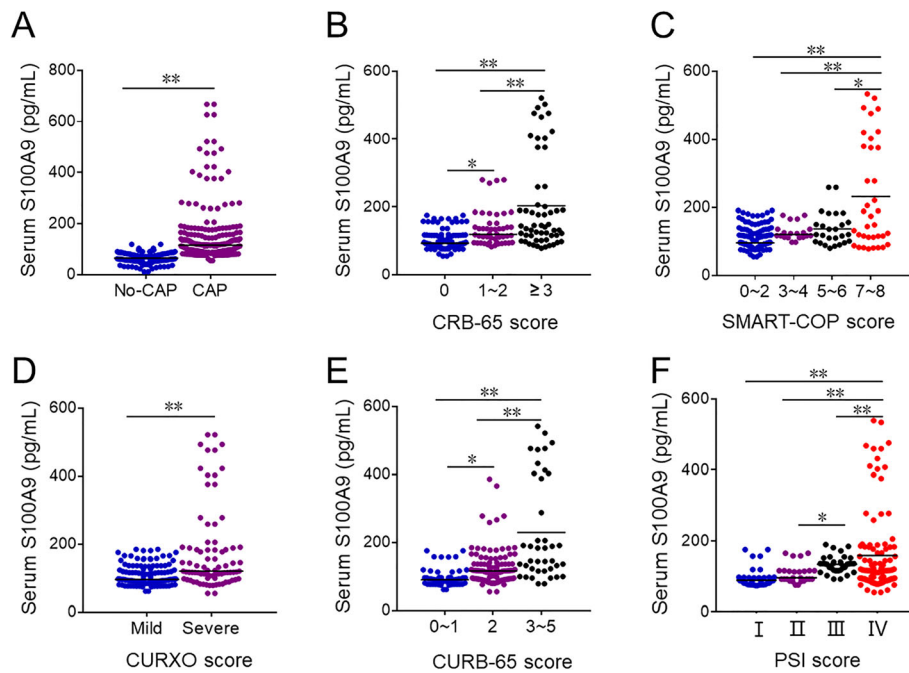 A
Serum S100A9 (pg/mL)
800
600
400
200
0
**
No-CAP CAP
B
Serum S100A9 (pg/mL)
600
400
200
0
**
**
*
0 1~2 ≥3
CRB-65 score
C
Serum S100A9 (pg/mL)
600
400
200
0
**
**
*
0~2 3~4 5~6 7~8
SMART-COP score
D
Serum S100A9 (pg/mL)
600
400
200
0
**
Mild Severe
CURXO score
E
Serum S100A9 (pg/mL)
600
400
200
0
**
**
*
0~1 2 3~5
CURB-65 score
F
Serum S100A9 (pg/mL)
600
400
200
0
**
**
**
*
Ⅰ Ⅱ Ⅲ Ⅳ
PSI score